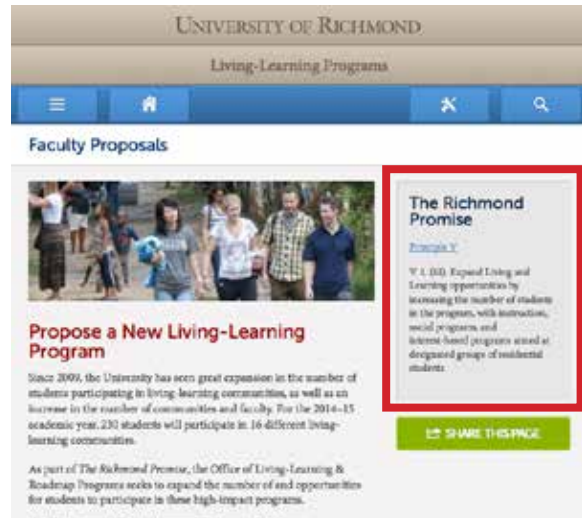 UNIVERSITY OF RICHMOND
Living-Learning Programs
Faculty Proposals
Propose a New Living-Learning
Program
Since 2009, the University has seen great expansion in the number of
students participating in living-learning communities, as well as an
increase in the number of communities and faculty. For the 2014–15
academic year, 230 students will participate in 16 different living-
learning communities.
As part of The Richmond Promise, the Office of Living-Learning &
Roadmap Programs seeks to expand the number of and opportunities
for students to participate in these high-impact programs.
The Richmond
Promise
Principle V
V 1. Expand Living and
Learning opportunities by
increasing the number of students
in the program, with instruction,
social programs, and
interest-based programs aimed at
designated groups of residential
students
SHARE THIS PAGE